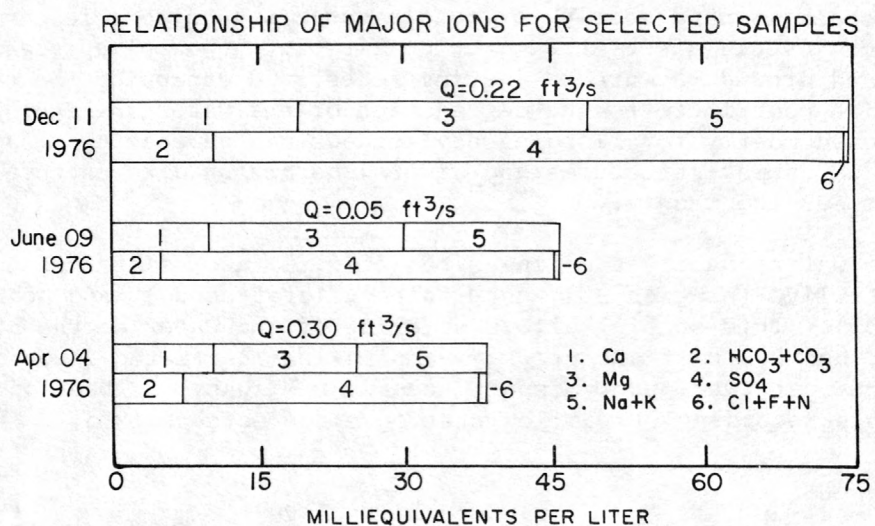 RELATIONSHIP OF MAJOR IONS FOR SELECTED SAMPLES
Q=0.22 ft³/s
Dec 11
1 3 5
1976
2 4
6
Q=0.05 ft³/s
June 09
1 3 5
1976
2 4 -6
Q=0.30 ft³/s
Apr 04
1 3 5
1976
2 4 -6
1. Ca 2. HCO₃+CO₃
3. Mg 4. SO₄
5. Na+K 6. Cl+F+N
0 15 30 45 60 75
MILLIEQUIVALENTS PER LITER